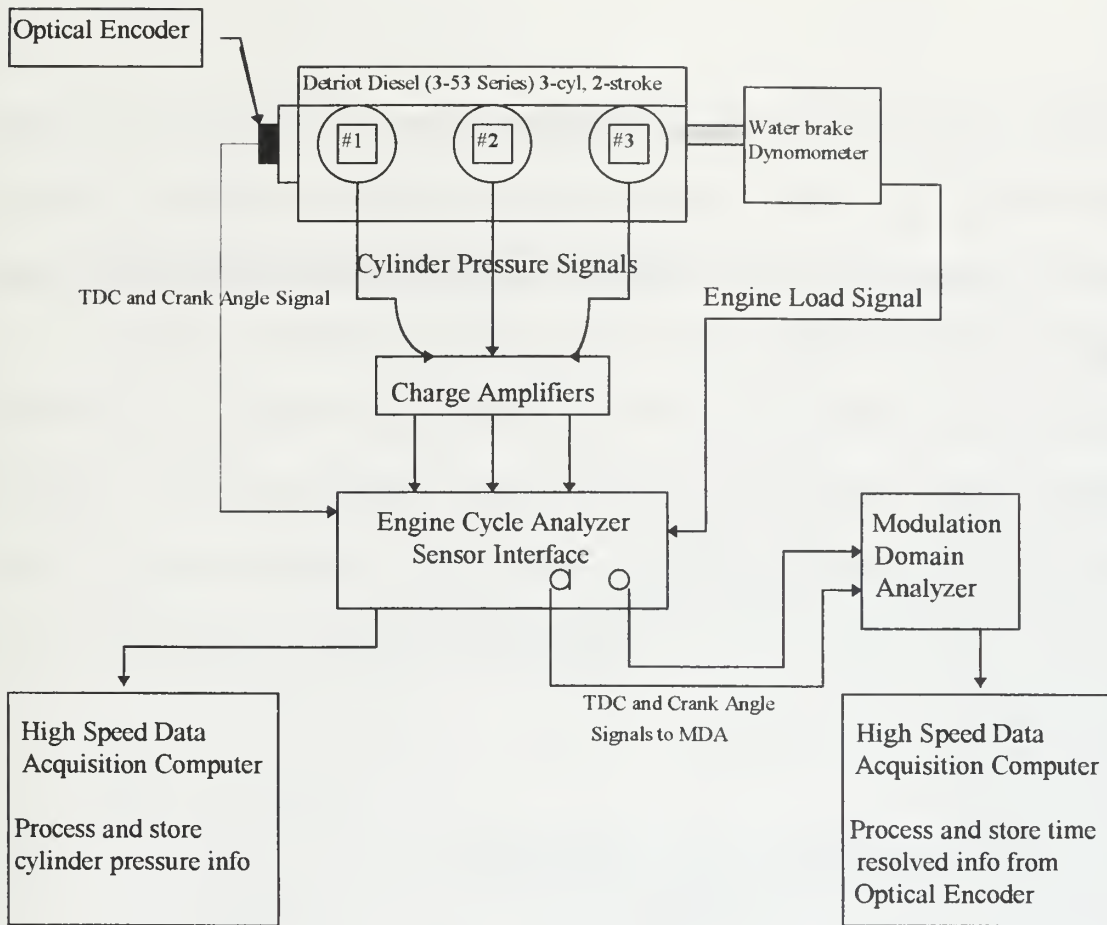 Optical Encoder
Detriot Diesel (3-53 Series) 3-cyl, 2-stroke
#1
#2
#3
Water brake
Dynomometer
Cylinder Pressure Signals
TDC and Crank Angle Signal
Engine Load Signal
Charge Amplifiers
Engine Cycle Analyzer
Sensor Interface
Modulation
Domain
Analyzer
TDC and Crank Angle
Signals to MDA
High Speed Data
Acquisition Computer
Process and store
cylinder pressure info
High Speed Data
Acquisition Computer
Process and store time
resolved info from
Optical Encoder